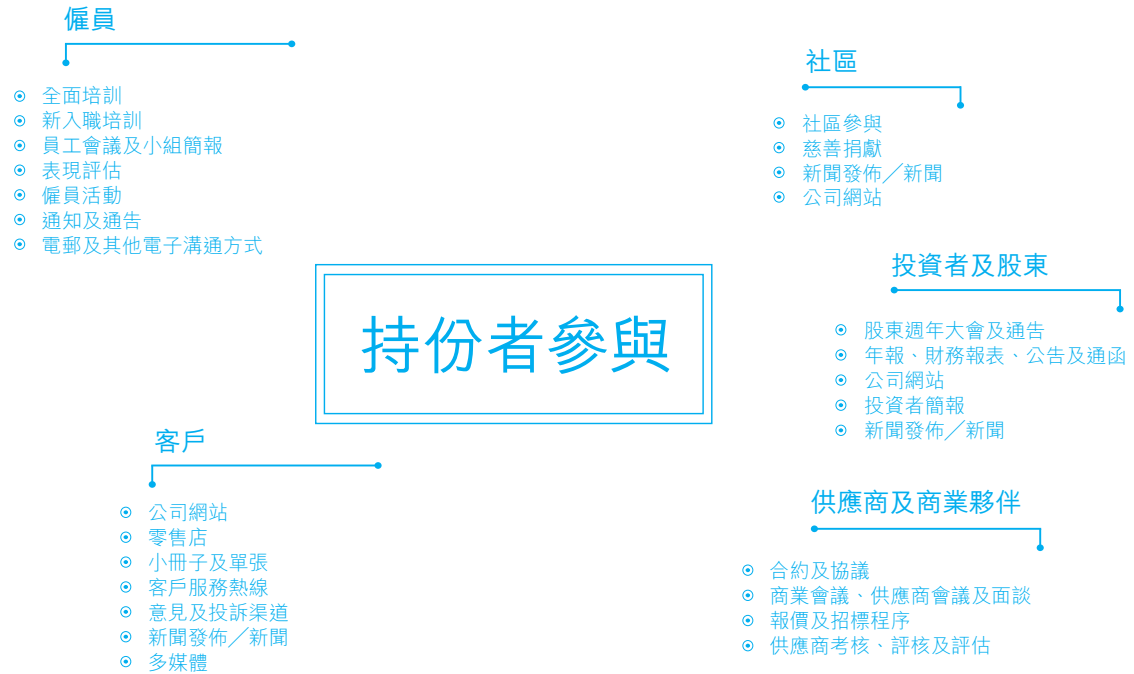 僱員
全面培訓
新入職培訓
員工會議及小組簡報
表現評估
僱員活動
通知及通告
電郵及其他電子溝通方式
社區
社區參與
慈善捐獻
新聞發佈╱新聞
公司網站
持份者參與
投資者及股東
股東週年大會及通告
年報、財務報表、公告及通函
公司網站
投資者簡報
新聞發佈╱新聞
客戶
公司網站
零售店
小冊子及單張
客戶服務熱線
意見及投訴渠道
新聞發佈╱新聞
多媒體
供應商及商業夥伴
合約及協議
商業會議、供應商會議及面談
報價及招標程序
供應商考核、評核及評估